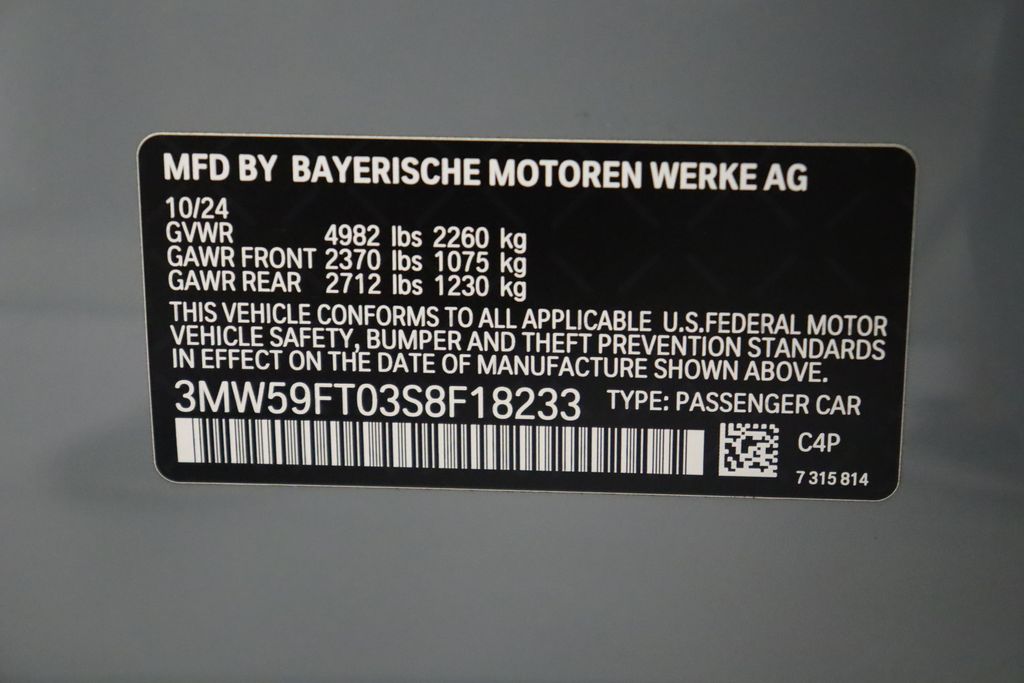 MFD BY BAYERISCHE MOTOREN WERKE AG
10/24
GVWR 4982 lbs 2260 kg
GAWR FRONT 2370 lbs 1075 kg
GAWR REAR 2712 lbs 1230 kg
THIS VEHICLE CONFORMS TO ALL APPLICABLE U.S.FEDERAL MOTOR
VEHICLE SAFETY, BUMPER AND THEFT PREVENTION STANDARDS
IN EFFECT ON THE DATE OF MANUFACTURE SHOWN ABOVE.
3MW59FT03S8F18233 TYPE: PASSENGER CAR
C4P
7 315 814